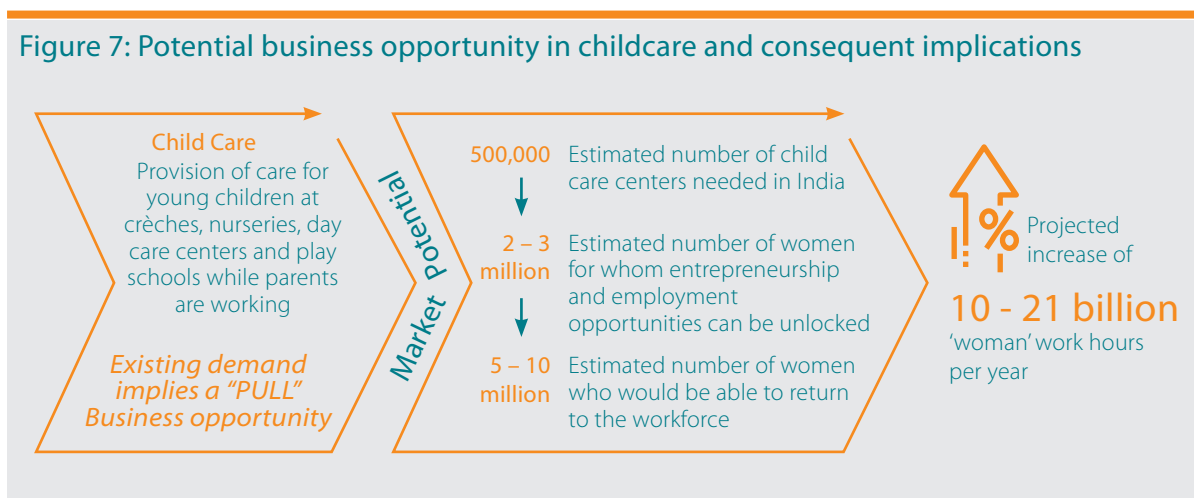 Figure 7: Potential business opportunity in childcare and consequent implications
Child Care
Provision of care for
young children at
crèches, nurseries, day
care centers and play
schools while parents
are working
Existing demand
implies a “PULL”
Business opportunity
Market Potential
500,000
Estimated number of child
care centers needed in India
2 – 3
million
Estimated number of women
for whom entrepreneurship
and employment
opportunities can be unlocked
5 – 10
million
Estimated number of women
who would be able to return
to the workforce
%
Projected
increase of
10 - 21 billion
‘woman’ work hours
per year